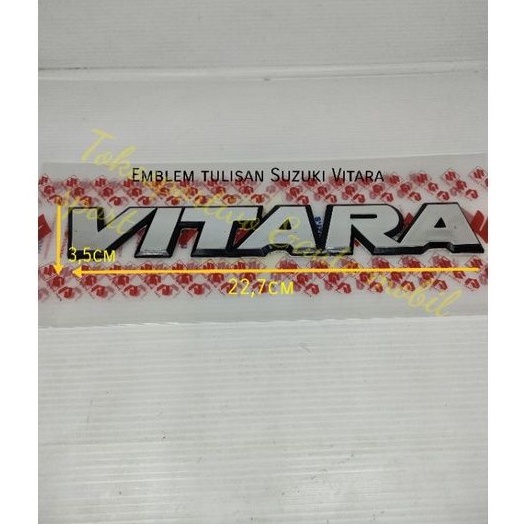 EMBLEM TULISAN SUZUKI VITARA
VITARA
3,5CM
22,7CM